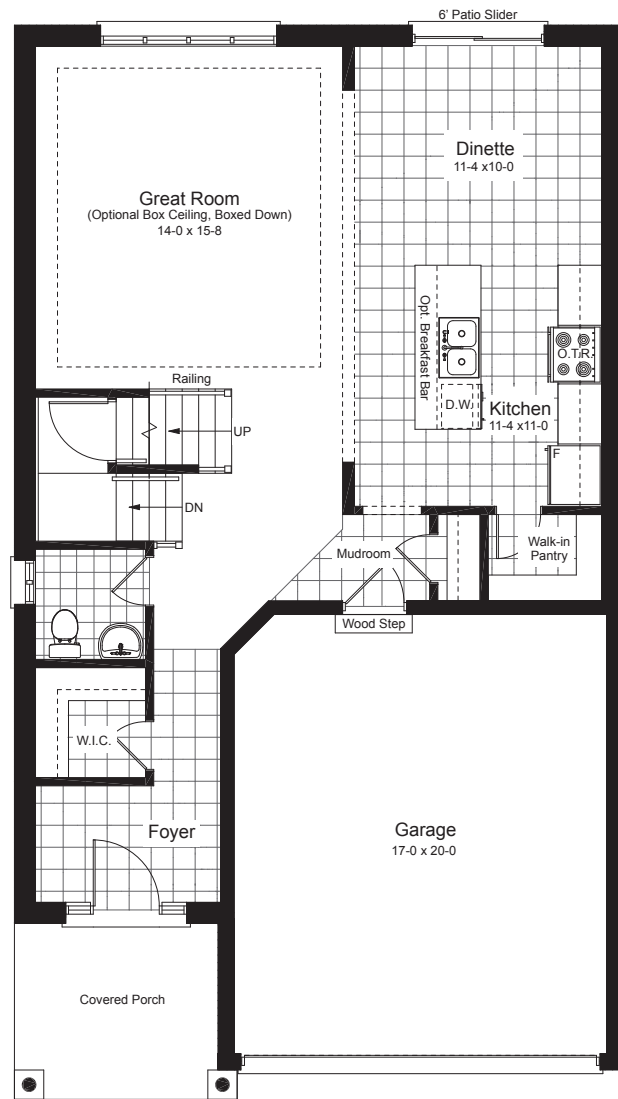 6' Patio Slider
Dinette
11-4 x10-0
Great Room
(Optional Box Ceiling, Boxed Down)
14-0 x 15-8
Opt. Breakfast Bar
O.T.R.
Railing
D.W.
Kitchen
11-4 x11-0
UP
F
DN
Mudroom
Walk-in
Pantry
Wood Step
W.I.C.
Foyer
Garage
17-0 x 20-0
Covered Porch